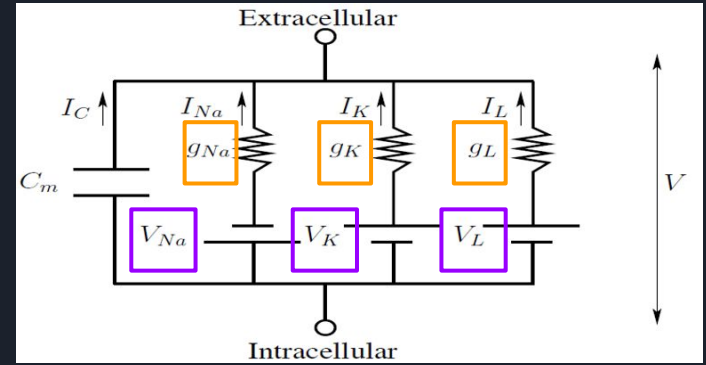 Extracellular
I_C I_Na I_K I_L
g_Na g_K g_L
C_m V
V_Na V_K V_L
Intracellular